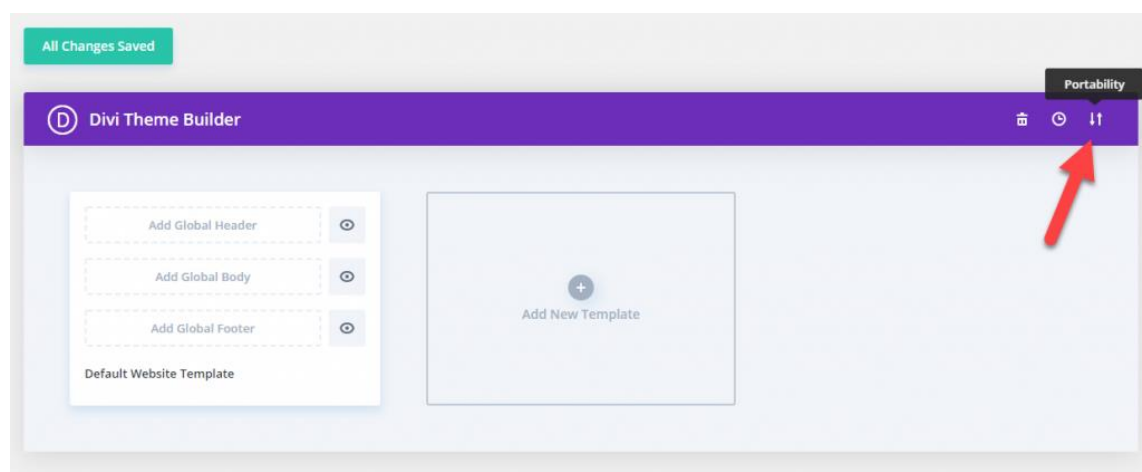 All Changes Saved
Portability
D Divi Theme Builder
Add Global Header
Add Global Body
Add New Template
Add Global Footer
Default Website Template